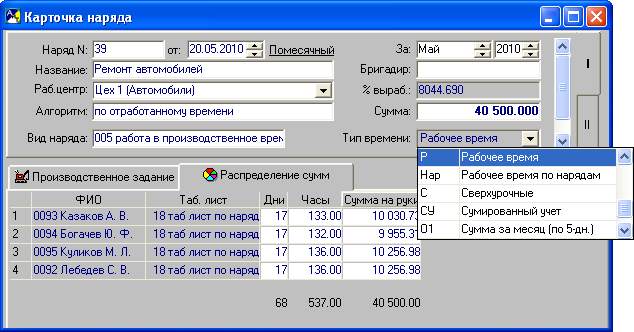 Карточка наряда
Наряд N: 39 от: 20.05.2010 Помесячный За: Май 2010
Название: Ремонт автомобилей Бригадир:
Раб.центр: Цех 1 (Автомобили) % выраб.: 8044.690
Алгоритм: по отработанному времени Сумма: 40 500.000
Вид наряда: 005 работа в производственное врем Тип времени: Рабочее время
I
II
Р Рабочее время
Нар Рабочее время по нарядам
С Сверхурочные
СУ Сумированный учет
О1 Сумма за месяц (по 5-дн.)
Производственное задание Распределение сумм
ФИО Таб. лист Дни Часы Сумма на руки
1 0093 Казаков А. В. 18 таб лист по наряд 17 133.00 10 030.73
2 0094 Богачев Ю. Ф. 18 таб лист по наряд 17 132.00 9 955.31
3 0095 Куликов М. Л. 18 таб лист по наряд 17 136.00 10 256.98
4 0092 Лебедев С. В. 18 таб лист по наряд 17 136.00 10 256.98
68 537.00 40 500.00